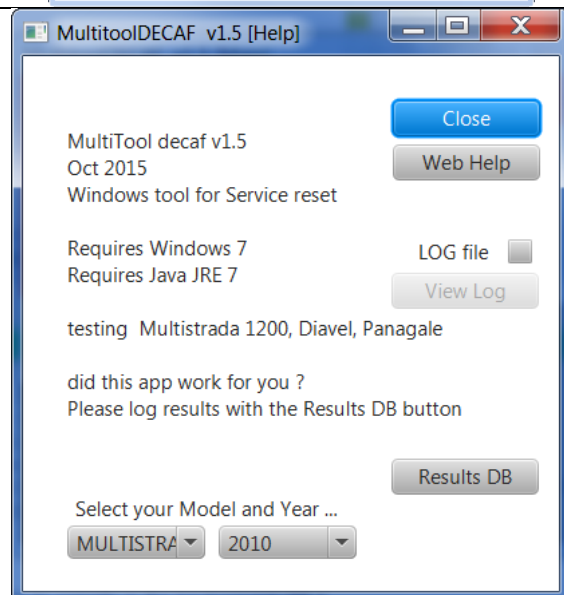 MultitoolDECAF v1.5 [Help]
Close
MultiTool decaf v1.5
Oct 2015
Web Help
Windows tool for Service reset
Requires Windows 7
LOG file
Requires Java JRE 7
View Log
testing Multistrada 1200, Diavel, Panagale
did this app work for you ?
Please log results with the Results DB button
Results DB
Select your Model and Year ...
MULTISTRA
2010